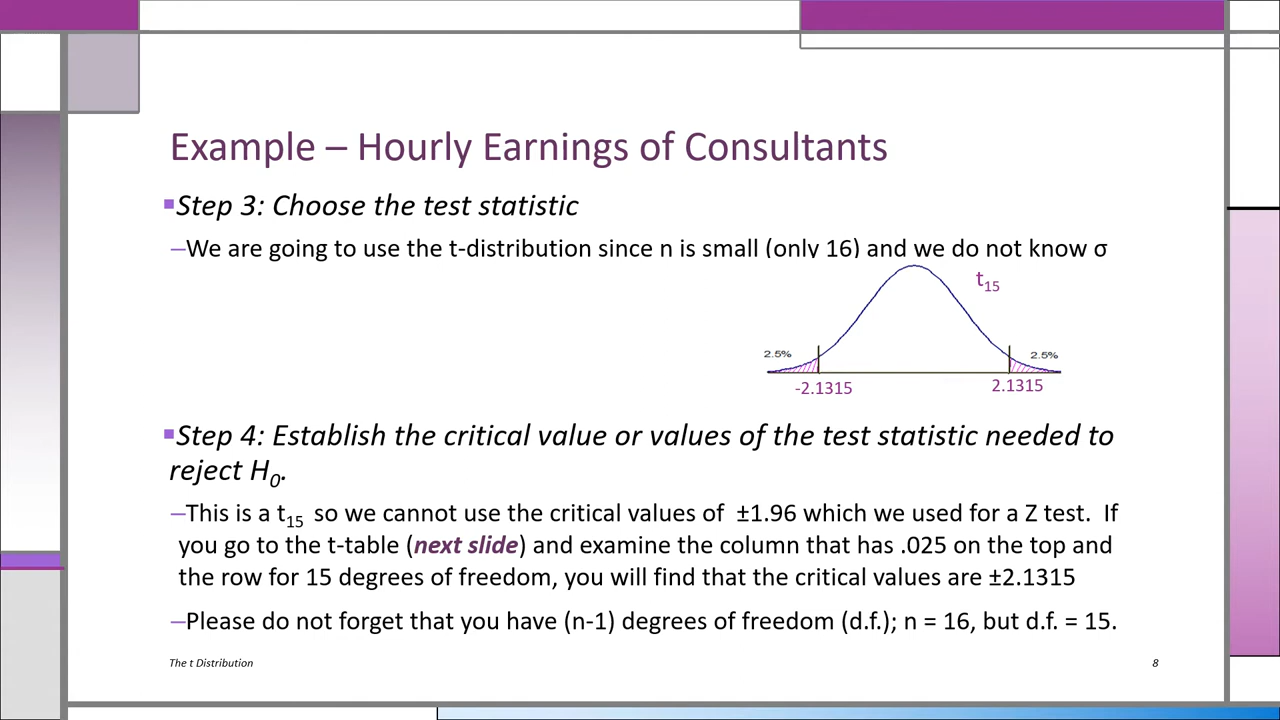 Example – Hourly Earnings of Consultants
▪Step 3: Choose the test statistic
–We are going to use the t-distribution since n is small (only 16) and we do not know σ
t15
2.5%
2.5%
-2.1315
2.1315
▪Step 4: Establish the critical value or values of the test statistic needed to
reject H0.
–This is a t15 so we cannot use the critical values of ±1.96 which we used for a Z test. If
you go to the t-table (next slide) and examine the column that has .025 on the top and
the row for 15 degrees of freedom, you will find that the critical values are ±2.1315
–Please do not forget that you have (n-1) degrees of freedom (d.f.); n = 16, but d.f. = 15.
The t Distribution
8